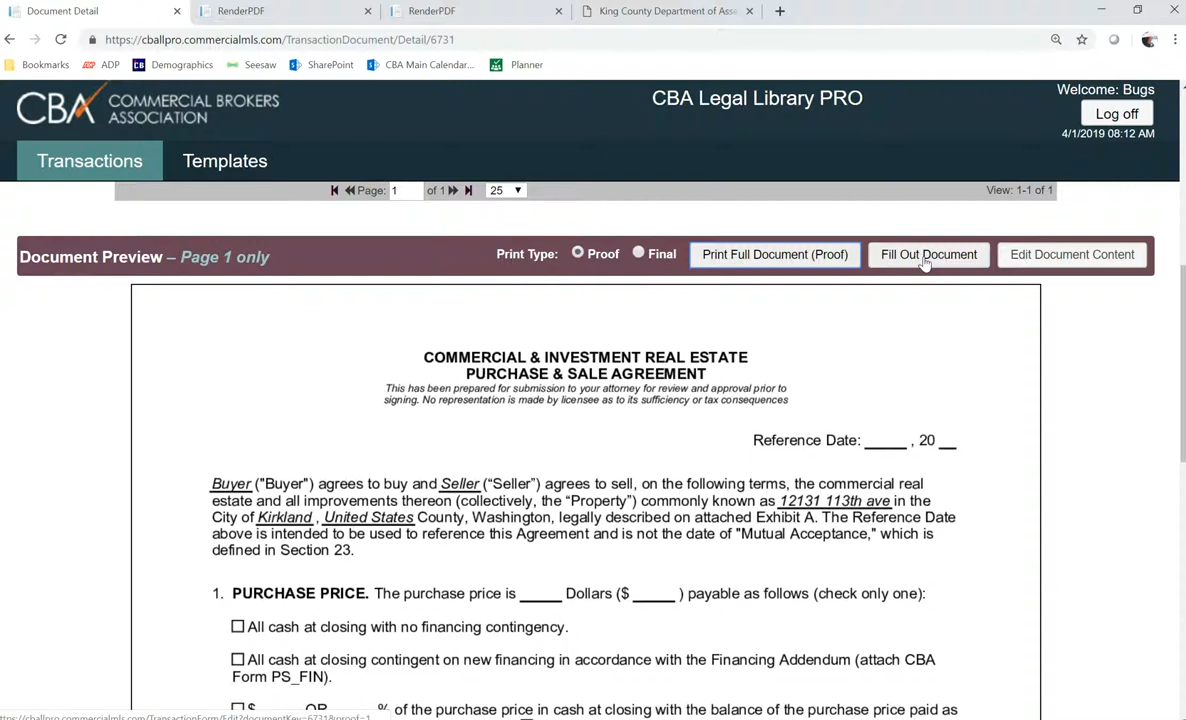 Document Detail
RenderPDF
RenderPDF
King County Department of Ass
https://cballpro.commercialmls.com/TransactionDocument/Detail/6731
Bookmarks ADP CB Demographics Seesaw SharePoint CBA Main Calendar... Planner
CBA COMMERCIAL BROKERS ASSOCIATION
CBA Legal Library PRO
Welcome: Bugs
Log off
4/1/2019 08:12 AM
Transactions Templates
Page: 1 of 1 25 View: 1-1 of 1
Document Preview – Page 1 only Print Type: Proof Final Print Full Document (Proof) Fill Out Document Edit Document Content
COMMERCIAL & INVESTMENT REAL ESTATE
PURCHASE & SALE AGREEMENT
This has been prepared for submission to your attorney for review and approval prior to
signing. No representation is made by licensee as to its sufficiency or tax consequences
Reference Date: _____ , 20 __
Buyer ("Buyer") agrees to buy and Seller (“Seller”) agrees to sell, on the following terms, the commercial real
estate and all improvements thereon (collectively, the “Property”) commonly known as 12131 113th ave in the
City of Kirkland , United States County, Washington, legally described on attached Exhibit A. The Reference Date
above is intended to be used to reference this Agreement and is not the date of "Mutual Acceptance," which is
defined in Section 23.
1. PURCHASE PRICE. The purchase price is _____ Dollars ($ _____ ) payable as follows (check only one):
All cash at closing with no financing contingency.
All cash at closing contingent on new financing in accordance with the Financing Addendum (attach CBA
Form PS_FIN).
$ OR % of the purchase price in cash at closing with the balance of the purchase price paid as